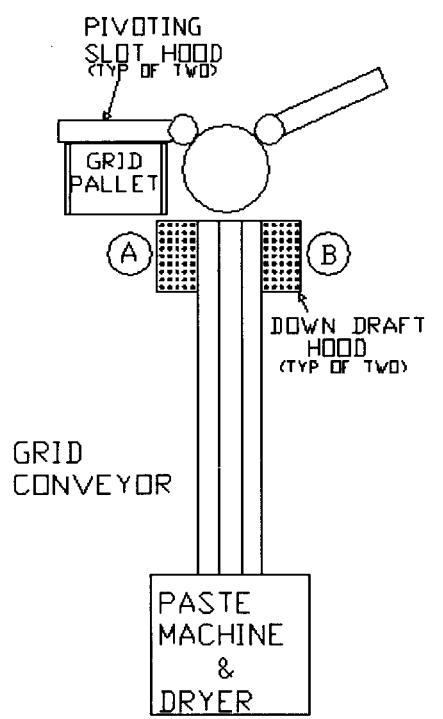 PIVOTING
SLOT HOOD
(TYP OF TWO)
GRID
PALLET
A
B
DOWN DRAFT
HOOD
(TYP OF TWO)
GRID
CONVEYOR
PASTE
MACHINE
&
DRYER